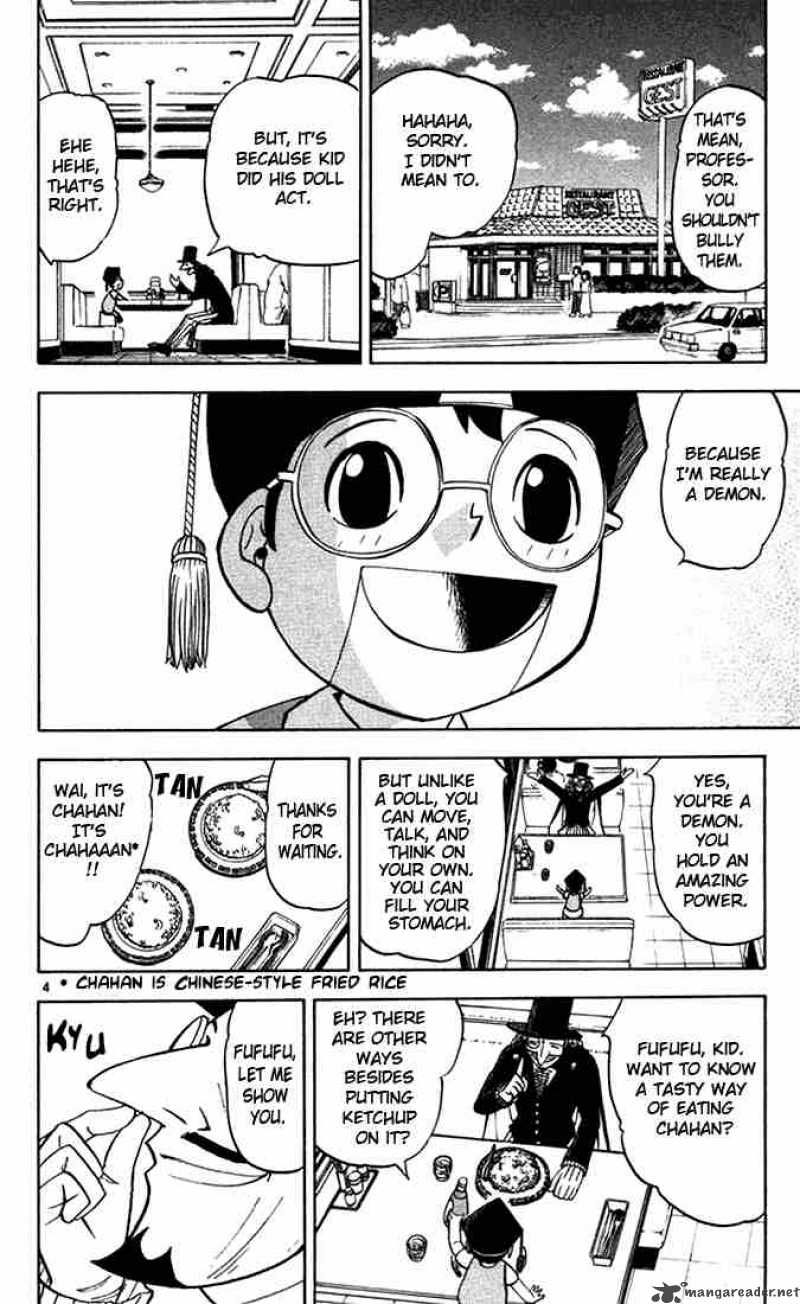 RESTAURANT
GEST
RESTAURANT
GEST
THAT'S
MEAN,
PROFES-
SOR.
YOU
SHOULDN'T
BULLY
THEM.
HAHAHA,
SORRY.
I DIDN'T
MEAN TO.
BUT, IT'S
BECAUSE KID
DID HIS DOLL
ACT.
EHE
HEHE,
THAT'S
RIGHT.
BECAUSE
I'M REALLY
A DEMON.
YES,
YOU'RE A
DEMON.
YOU
HOLD AN
AMAZING
POWER.
BUT UNLIKE
A DOLL, YOU
CAN MOVE,
TALK, AND
THINK ON
YOUR OWN.
YOU CAN
FILL YOUR
STOMACH.
THANKS
FOR
WAITING.
TAN
TAN
WAI, IT'S
CHAHAN!
IT'S
CHAHAAAN*
!!
4 * CHAHAN IS CHINESE-STYLE FRIED RICE
FUFUFU, KID.
WANT TO KNOW
A TASTY WAY
OF EATING
CHAHAN?
EH? THERE
ARE OTHER
WAYS
BESIDES
PUTTING
KETCHUP
ON IT?
FUFUFU,
LET ME
SHOW
YOU.
KYU
mangareader.net